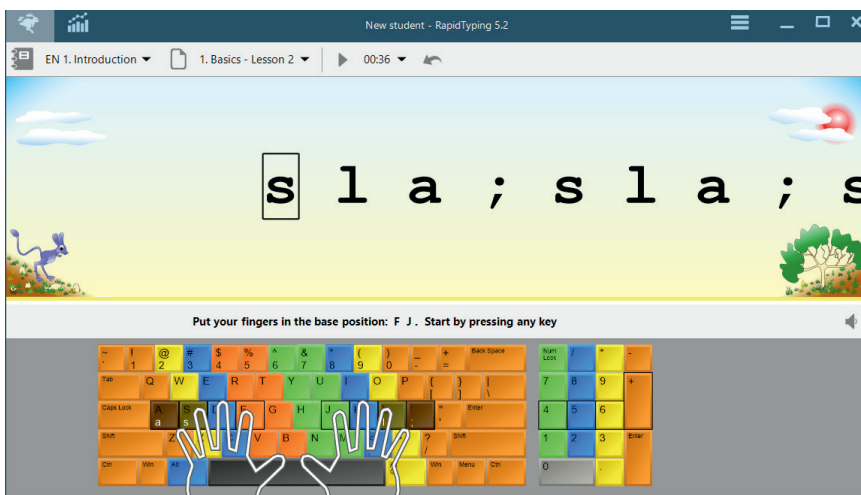 New student - RapidTyping 5.2
EN 1. Introduction 1. Basics - Lesson 2 00:36
s l a ; s l a ; s
Put your fingers in the base position: F J . Start by pressing any key
~ ! @ # $ % ^ & * ( ) _ + Back Space
` 1 2 3 4 5 6 7 8 9 0 - =
Num Lock / * -
Tab Q W E R T Y U I O P { } |
[ ] \
7 8 9 +
Caps Lock A S D F G H J K : " Enter
a s ; '
4 5 6
Shift Z V B N M ? Shift
/
1 2 3 Enter
Ctrl Win Alt Win Menu Ctrl
0 .